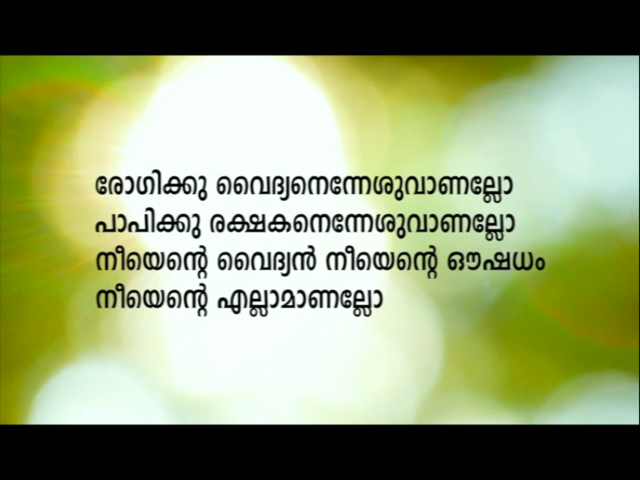 രോഗിക്കു വൈദ്യനെന്നേശുവാണല്ലോ
പാപിക്കു രക്ഷകനെന്നേശുവാണല്ലോ
നീയെന്റെ വൈദ്യൻ നീയെന്റെ ഔഷധം
നീയെന്റെ എല്ലാമാണല്ലോ